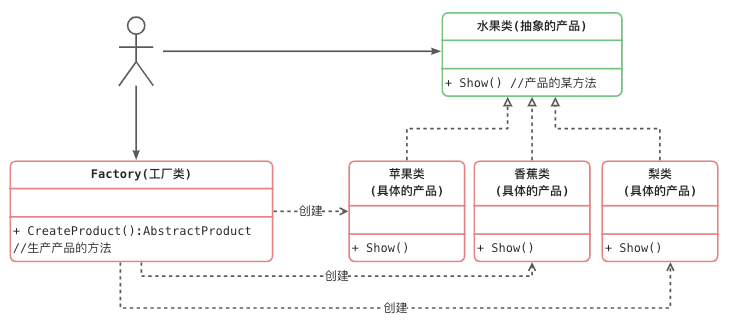 水果类(抽象的产品)
+ Show() //产品的某方法
Factory(工厂类)
+ CreateProduct():AbstractProduct
//生产产品的方法
创建
苹果类
(具体的产品)
+ Show()
香蕉类
(具体的产品)
+ Show()
梨类
(具体的产品)
+ Show()
创建
创建